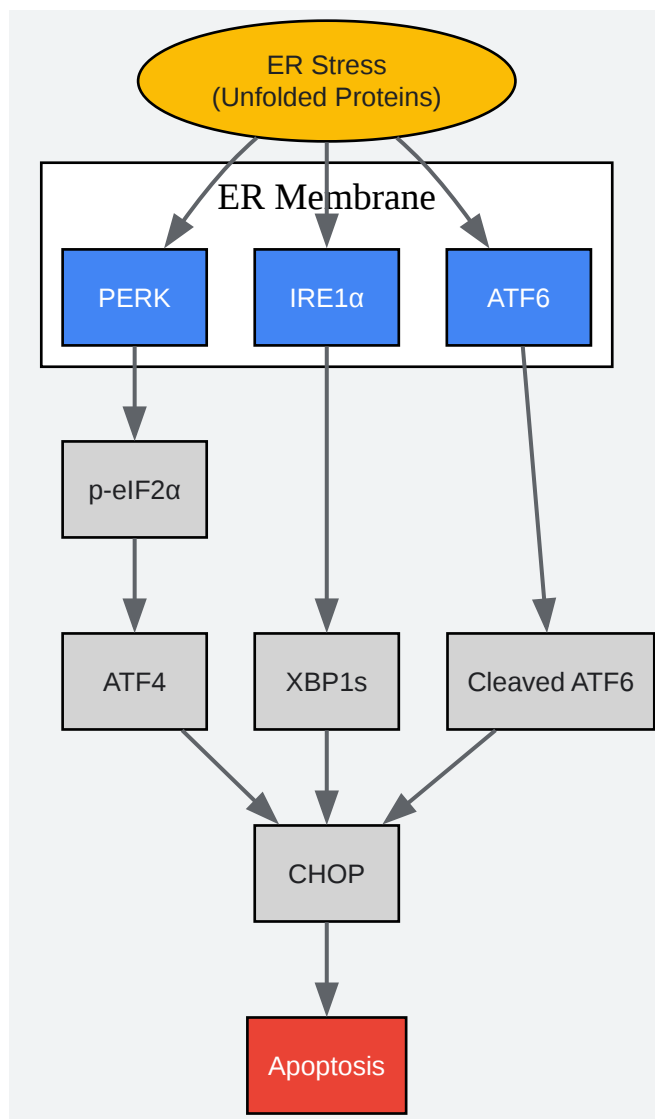 ER Stress
(Unfolded Proteins)
ER Membrane
PERK
IRE1α
ATF6
p-eIF2α
ATF4
XBP1s
Cleaved ATF6
CHOP
Apoptosis